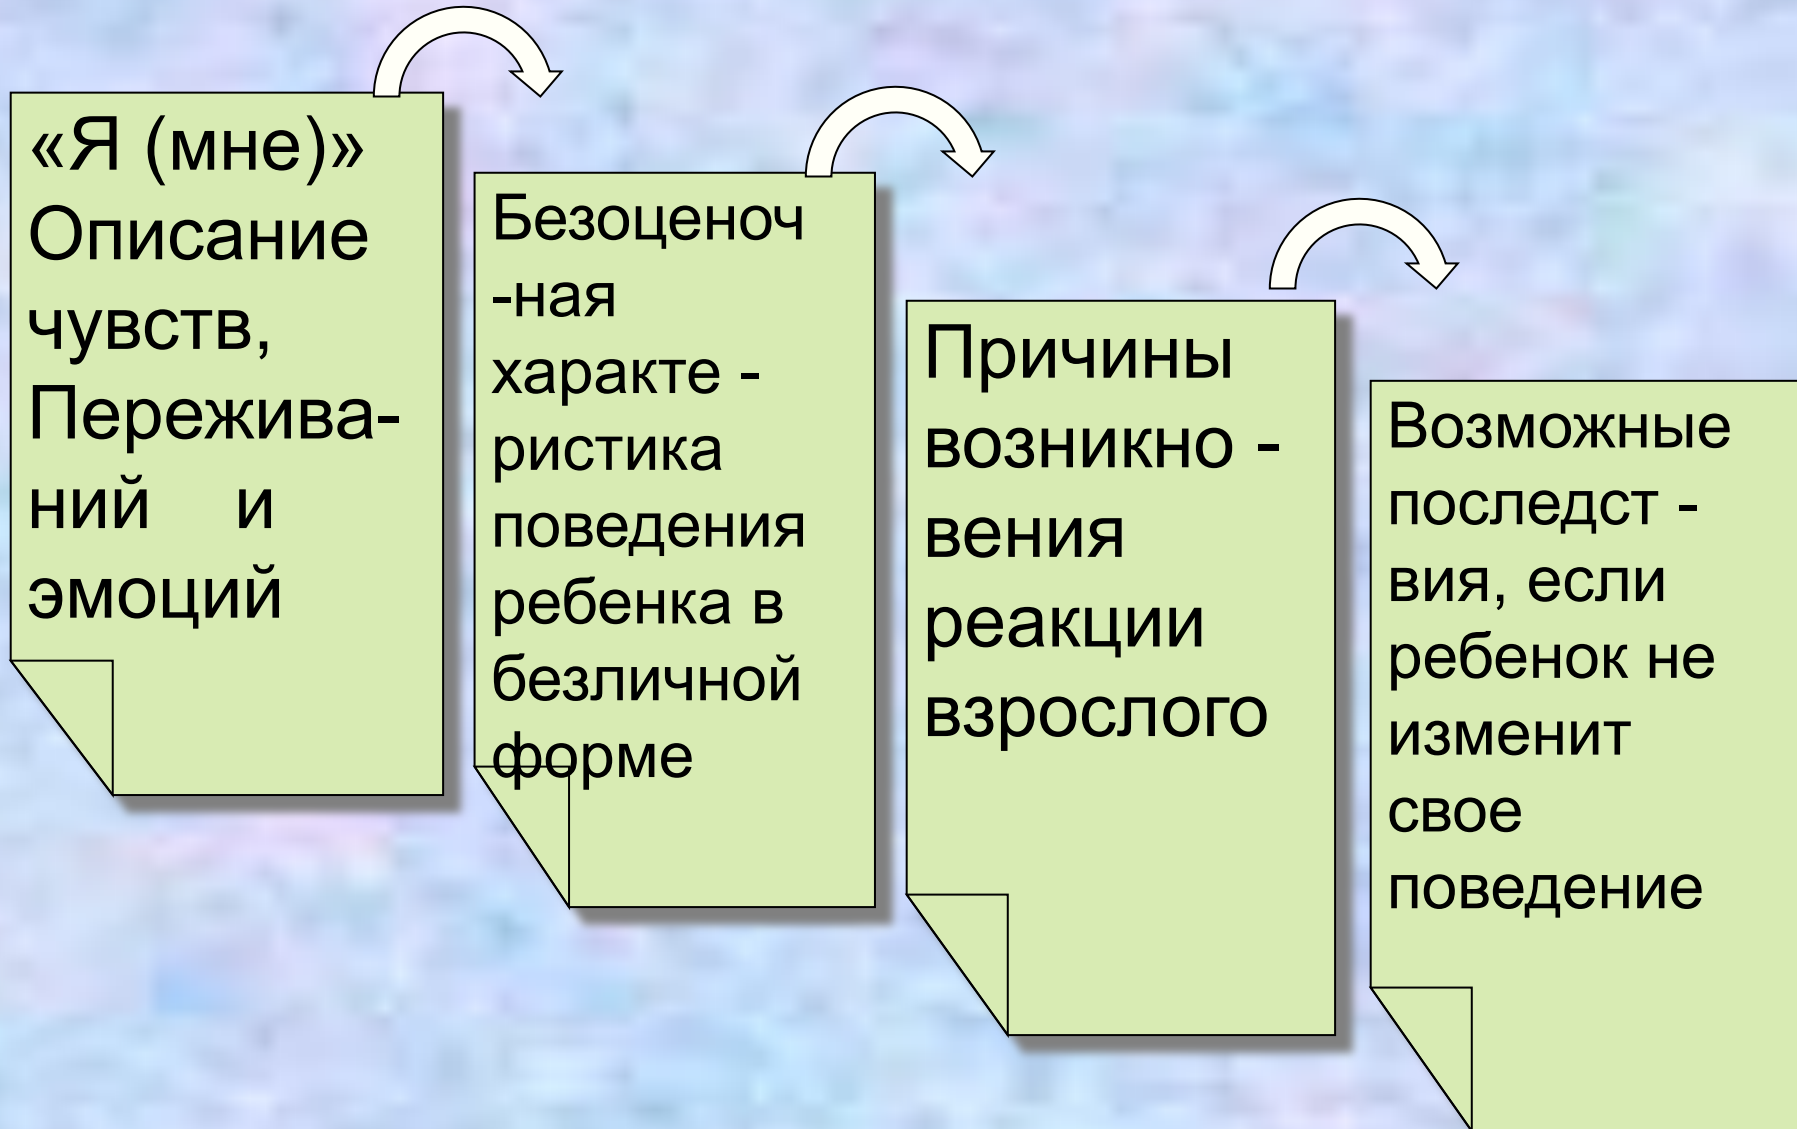 «Я (мне)»
Описание
чувств,
Пережива-
ний и
эмоций
Безоценоч
-ная
характе -
ристика
поведения
ребенка в
безличной
форме
Причины
возникно -
вения
реакции
взрослого
Возможные
последст -
вия, если
ребенок не
изменит
свое
поведение